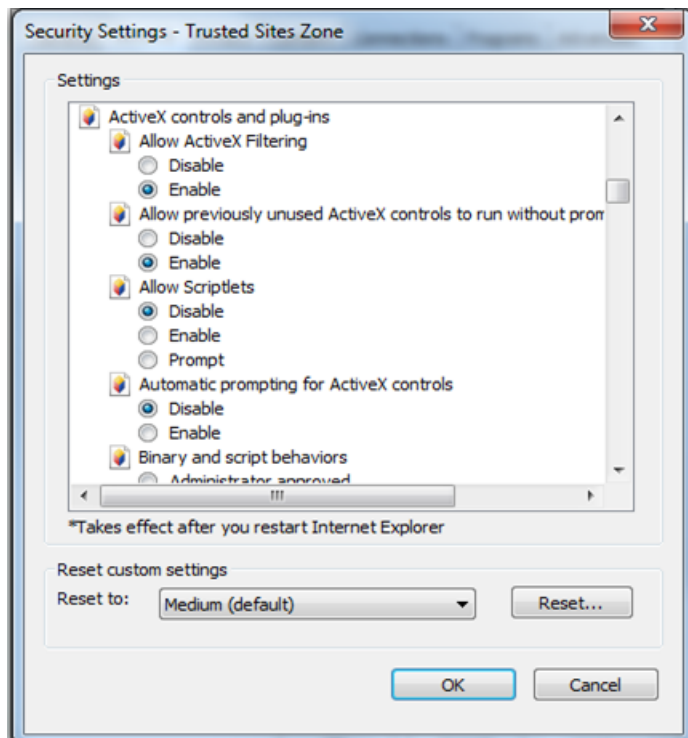 Security Settings - Trusted Sites Zone
Settings
ActiveX controls and plug-ins
Allow ActiveX Filtering
Disable
Enable
Allow previously unused ActiveX controls to run without prom
Disable
Enable
Allow Scriptlets
Disable
Enable
Prompt
Automatic prompting for ActiveX controls
Disable
Enable
Binary and script behaviors
Administrator approved
*Takes effect after you restart Internet Explorer
Reset custom settings
Reset to:
Medium (default)
Reset...
OK
Cancel